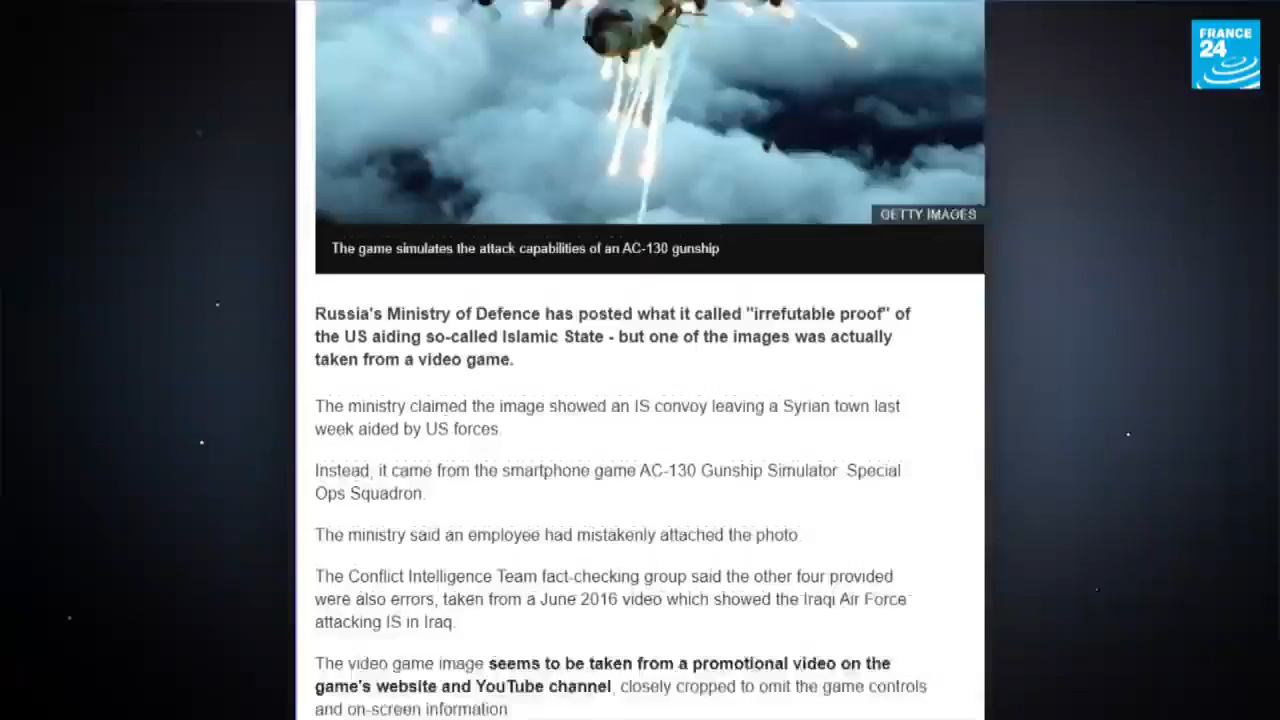 FRANCE
24
GETTY IMAGES
The game simulates the attack capabilities of an AC-130 gunship
Russia's Ministry of Defence has posted what it called "irrefutable proof" of
the US aiding so-called Islamic State - but one of the images was actually
taken from a video game.
The ministry claimed the image showed an IS convoy leaving a Syrian town last
week aided by US forces.
Instead, it came from the smartphone game AC-130 Gunship Simulator Special
Ops Squadron.
The ministry said an employee had mistakenly attached the photo
The Conflict Intelligence Team fact-checking group said the other four provided
were also errors, taken from a June 2016 video which showed the Iraqi Air Force
attacking IS in Iraq.
The video game image seems to be taken from a promotional video on the
game's website and YouTube channel, closely cropped to omit the game controls
and on-screen information